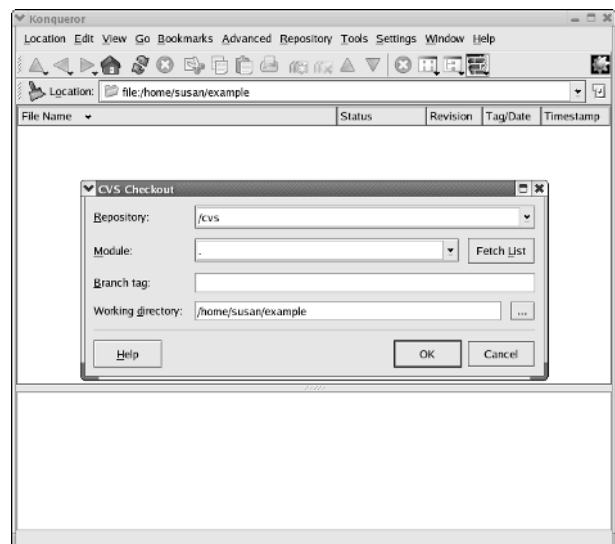 Konqueror
Location Edit View Go Bookmarks Advanced Repository Tools Settings Window Help
Location: file:/home/susan/example
File Name Status Revision Tag/Date Timestamp
CVS Checkout
Repository: /cvs
Module: . Fetch List
Branch tag:
Working directory: /home/susan/example ...
Help OK Cancel